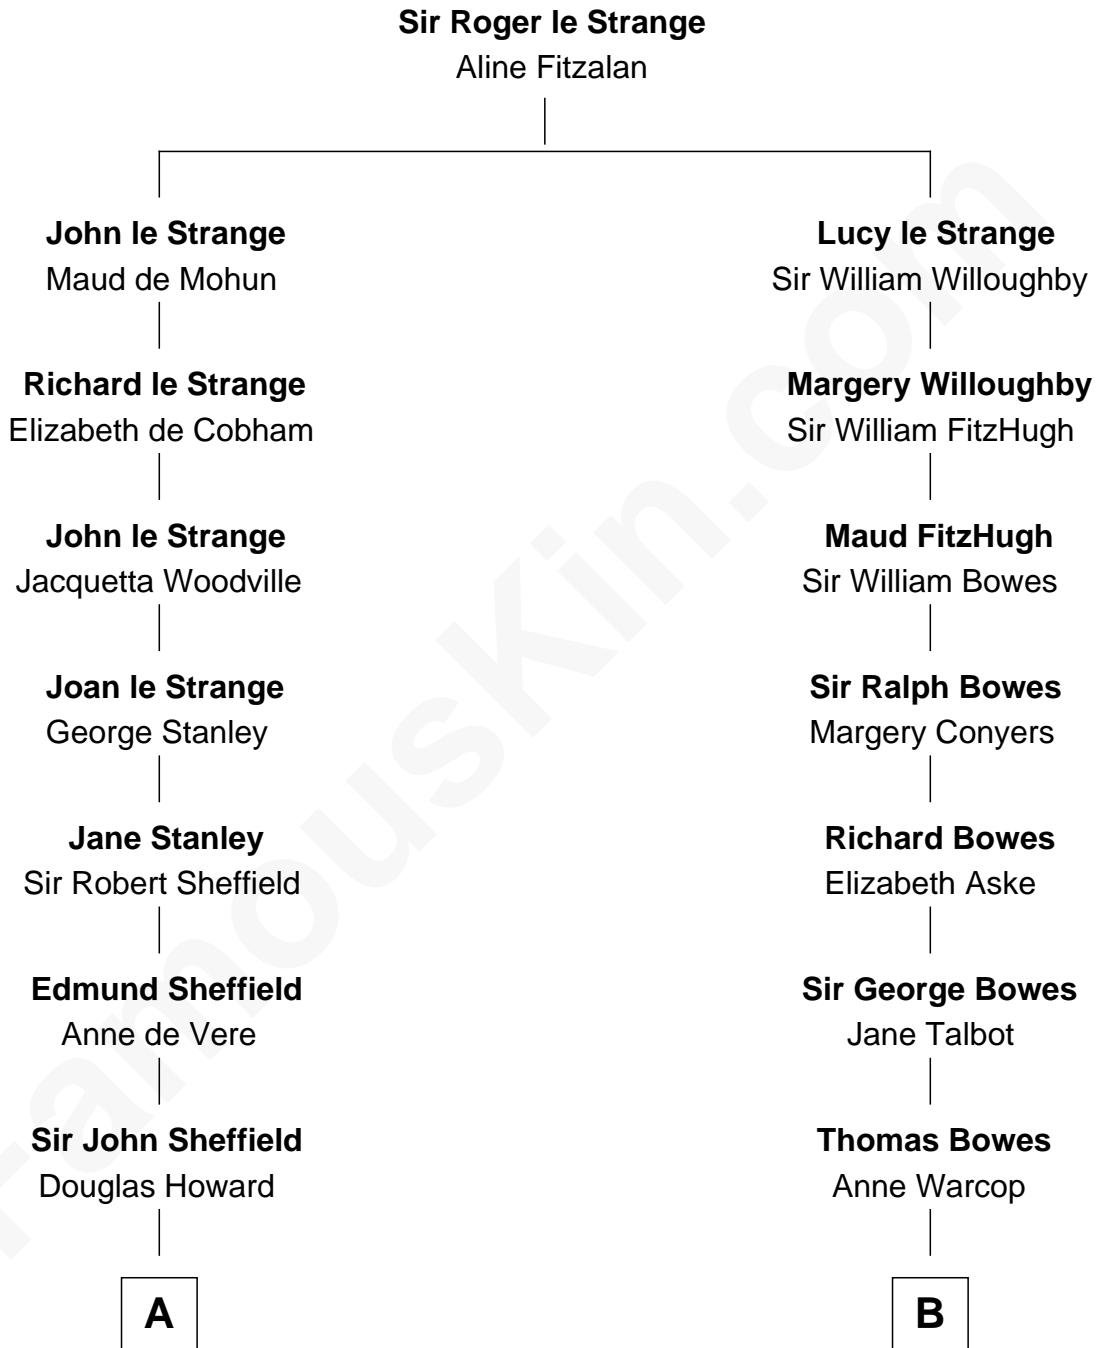 Sir Roger le Strange
Aline Fitzalan
John le Strange
Maud de Mohun
Lucy le Strange
Sir William Willoughby
Richard le Strange
Elizabeth de Cobham
Margery Willoughby
Sir William FitzHugh
John le Strange
Jacquetta Woodville
Maud FitzHugh
Sir William Bowes
Joan le Strange
George Stanley
Sir Ralph Bowes
Margery Conyers
Jane Stanley
Sir Robert Sheffield
Richard Bowes
Elizabeth Aske
Edmund Sheffield
Anne de Vere
Sir George Bowes
Jane Talbot
Sir John Sheffield
Douglas Howard
Thomas Bowes
Anne Warcop
A
B
FamousKin.com